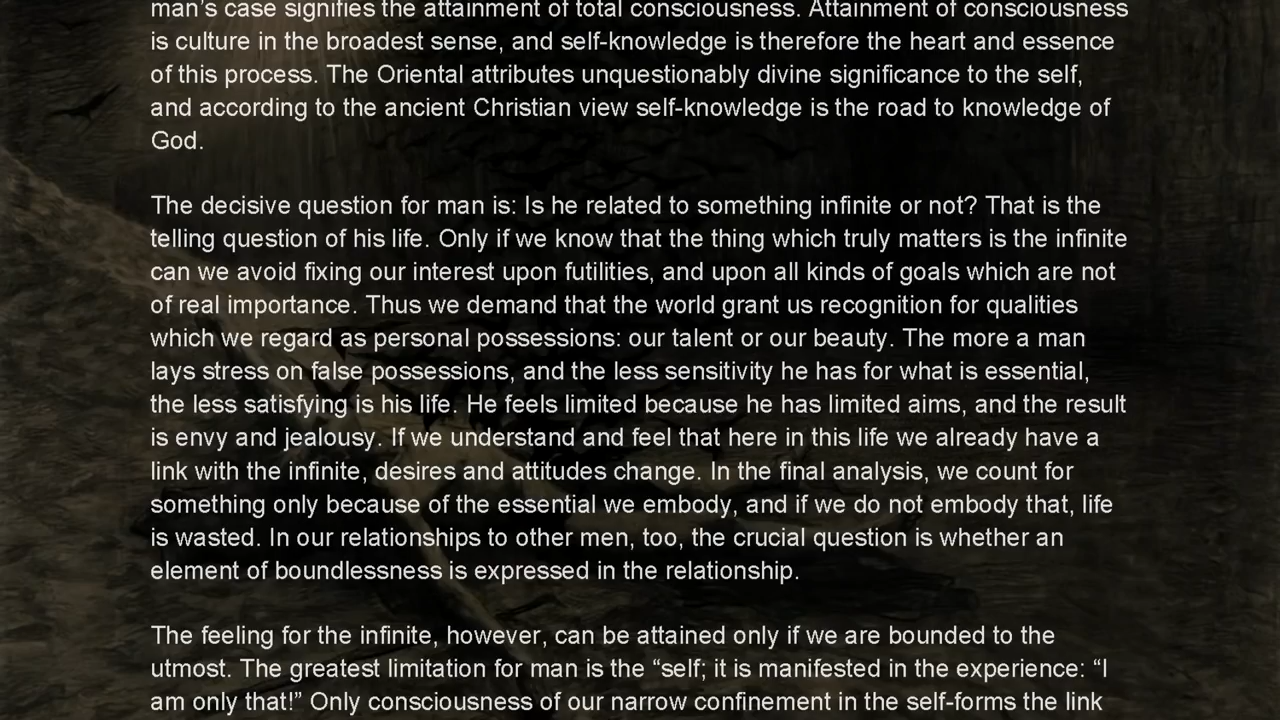 man’s case signifies the attainment of total consciousness. Attainment of consciousness
is culture in the broadest sense, and self-knowledge is therefore the heart and essence
of this process. The Oriental attributes unquestionably divine significance to the self,
and according to the ancient Christian view self-knowledge is the road to knowledge of
God.
The decisive question for man is: Is he related to something infinite or not? That is the
telling question of his life. Only if we know that the thing which truly matters is the infinite
can we avoid fixing our interest upon futilities, and upon all kinds of goals which are not
of real importance. Thus we demand that the world grant us recognition for qualities
which we regard as personal possessions: our talent or our beauty. The more a man
lays stress on false possessions, and the less sensitivity he has for what is essential,
the less satisfying is his life. He feels limited because he has limited aims, and the result
is envy and jealousy. If we understand and feel that here in this life we already have a
link with the infinite, desires and attitudes change. In the final analysis, we count for
something only because of the essential we embody, and if we do not embody that, life
is wasted. In our relationships to other men, too, the crucial question is whether an
element of boundlessness is expressed in the relationship.
The feeling for the infinite, however, can be attained only if we are bounded to the
utmost. The greatest limitation for man is the “self; it is manifested in the experience: “I
am only that!” Only consciousness of our narrow confinement in the self-forms the link